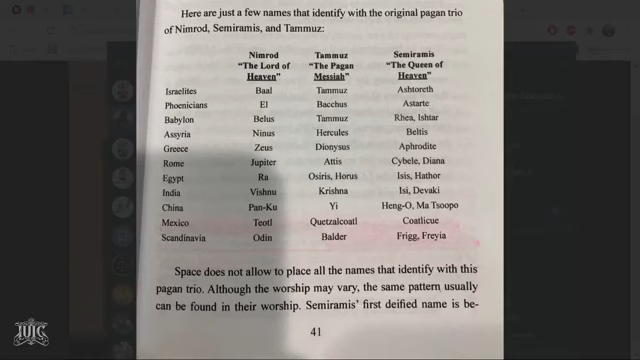 Here are just a few names that identify with the original pagan trio
of Nimrod, Semiramis, and Tammuz:
Nimrod Tammuz Semiramis
"The Lord of "The Pagan "The Queen of
Heaven" Messiah" Heaven"
Israelites Baal Tammuz Ashtoreth
Phoenicians El Bacchus Astarte
Babylon Belus Tammuz Rhea, Ishtar
Assyria Ninus Hercules Beltis
Greece Zeus Dionysus Aphrodite
Rome Jupiter Attis Cybele, Diana
Egypt Ra Osiris, Horus Isis, Hathor
India Vishnu Krishna Isi, Devaki
China Pan-Ku Yi Heng-O, Ma Tsoopo
Mexico Teotl Quetzalcoatl Coatlicue
Scandinavia Odin Balder Frigg, Freyia
Space does not allow to place all the names that identify with this
pagan trio. Although the worship may vary, the same pattern usually
can be found in their worship. Semiramis' first deified name is be-
41
IUIC